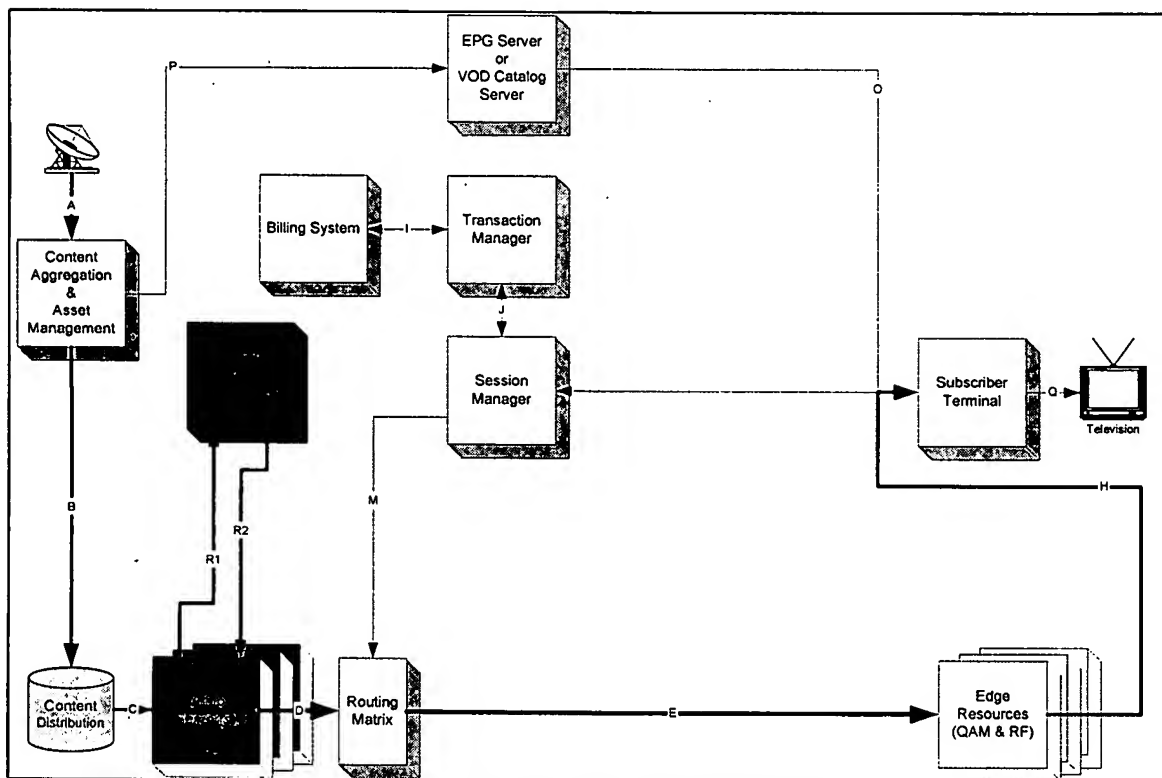 EPG Server
or
VOD Catalog
Server
P
O
A
Billing System
I
Transaction
Manager
Content
Aggregation
&
Asset
Management
J
Session
Manager
Subscriber
Terminal
Q
Television
M
H
B
R2
R1
Content
Distribution
C
D
Routing
Matrix
E
Edge
Resources
(QAM & RF)